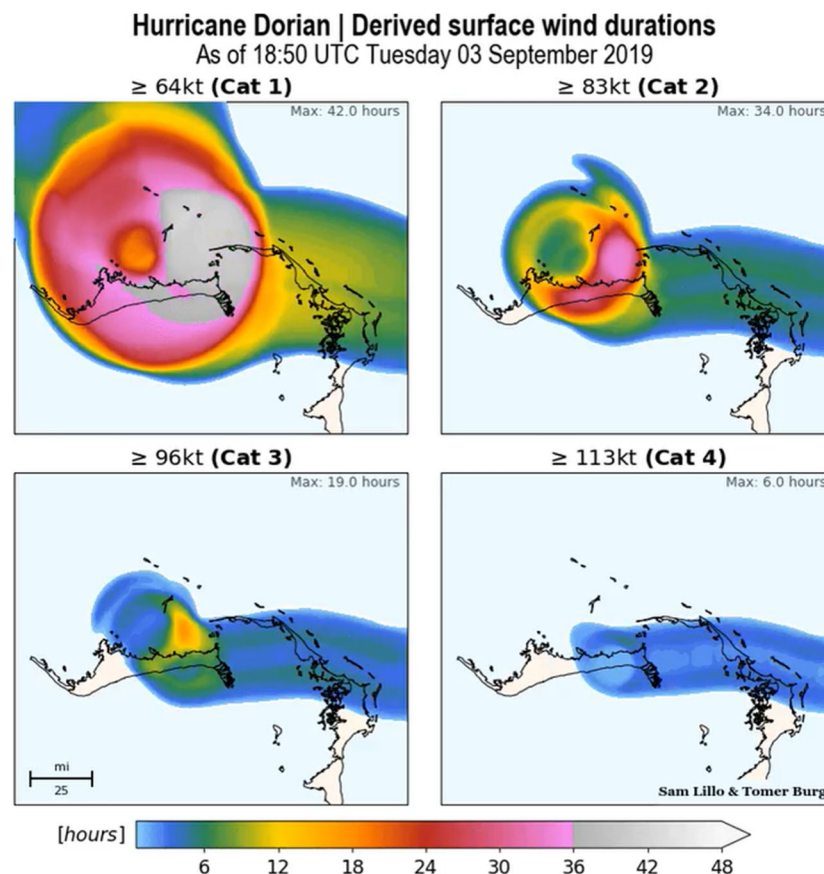 Hurricane Dorian | Derived surface wind durations
As of 18:50 UTC Tuesday 03 September 2019
≥ 64kt (Cat 1)
Max: 42.0 hours
≥ 83kt (Cat 2)
Max: 34.0 hours
≥ 96kt (Cat 3)
Max: 19.0 hours
mi
25
≥ 113kt (Cat 4)
Max: 6.0 hours
Sam Lillo & Tomer Burg
[hours]
6 12 18 24 30 36 42 48